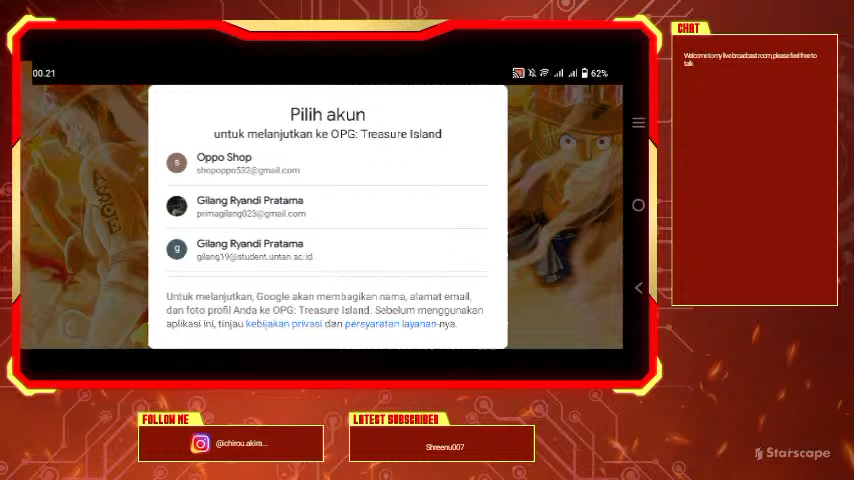 00.21
62%
Pilih akun
untuk melanjutkan ke OPG: Treasure Island
s
Oppo Shop
shopoppo532@gmail.com
Gilang Ryandi Pratama
primagilang023@gmail.com
g
Gilang Ryandi Pratama
gilang19@student.untan.ac.id
Untuk melanjutkan, Google akan membagikan nama, alamat email,
dan foto profil Anda ke OPG: Treasure Island. Sebelum menggunakan
aplikasi ini, tinjau kebijakan privasi dan persyaratan layanan-nya.
CHAT
Welcome to my live broadcast room, please feel free to
talk
FOLLOW ME
@ichirou.akira...
LATEST SUBSCRIBER
Shreenu007
Starscape